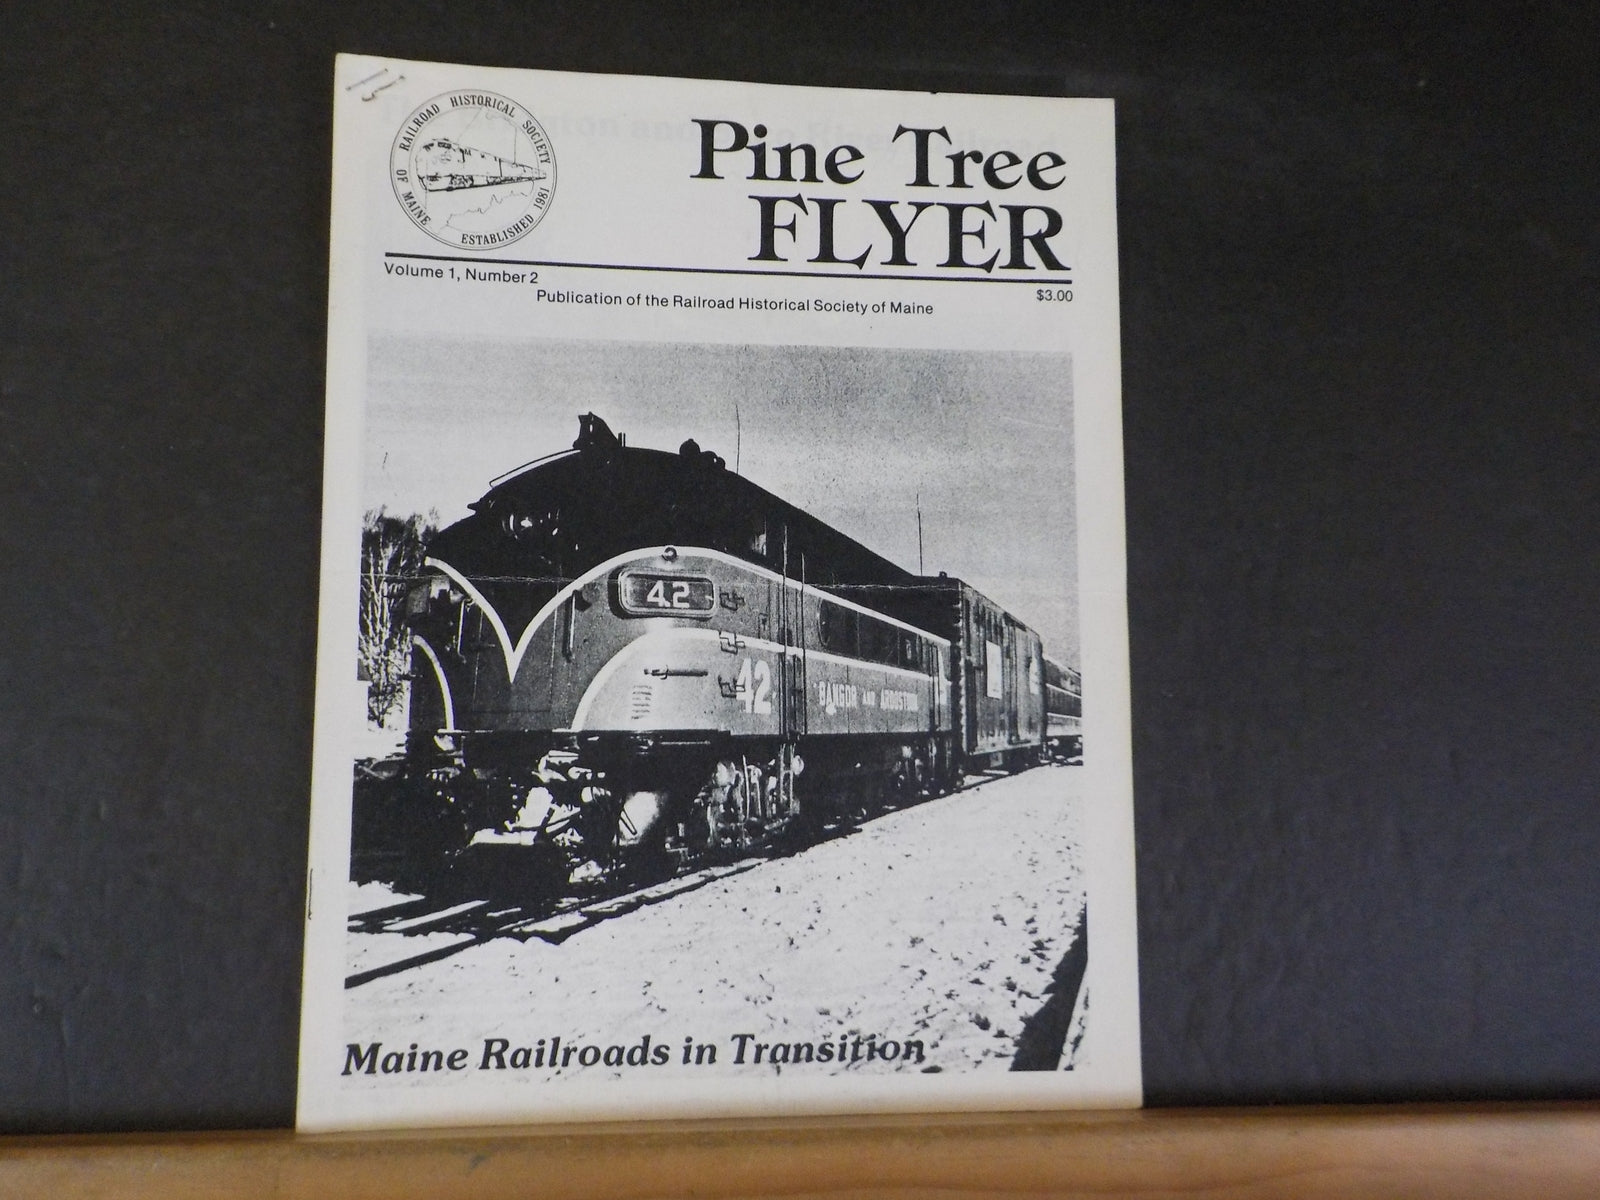 RAILROAD HISTORICAL SOCIETY
OF MAINE
ESTABLISHED 1981
Pine Tree
FLYER
Volume 1, Number 2
$3.00
Publication of the Railroad Historical Society of Maine
42
42
BANGOR AND AROOSTOOK
Maine Railroads in Transition